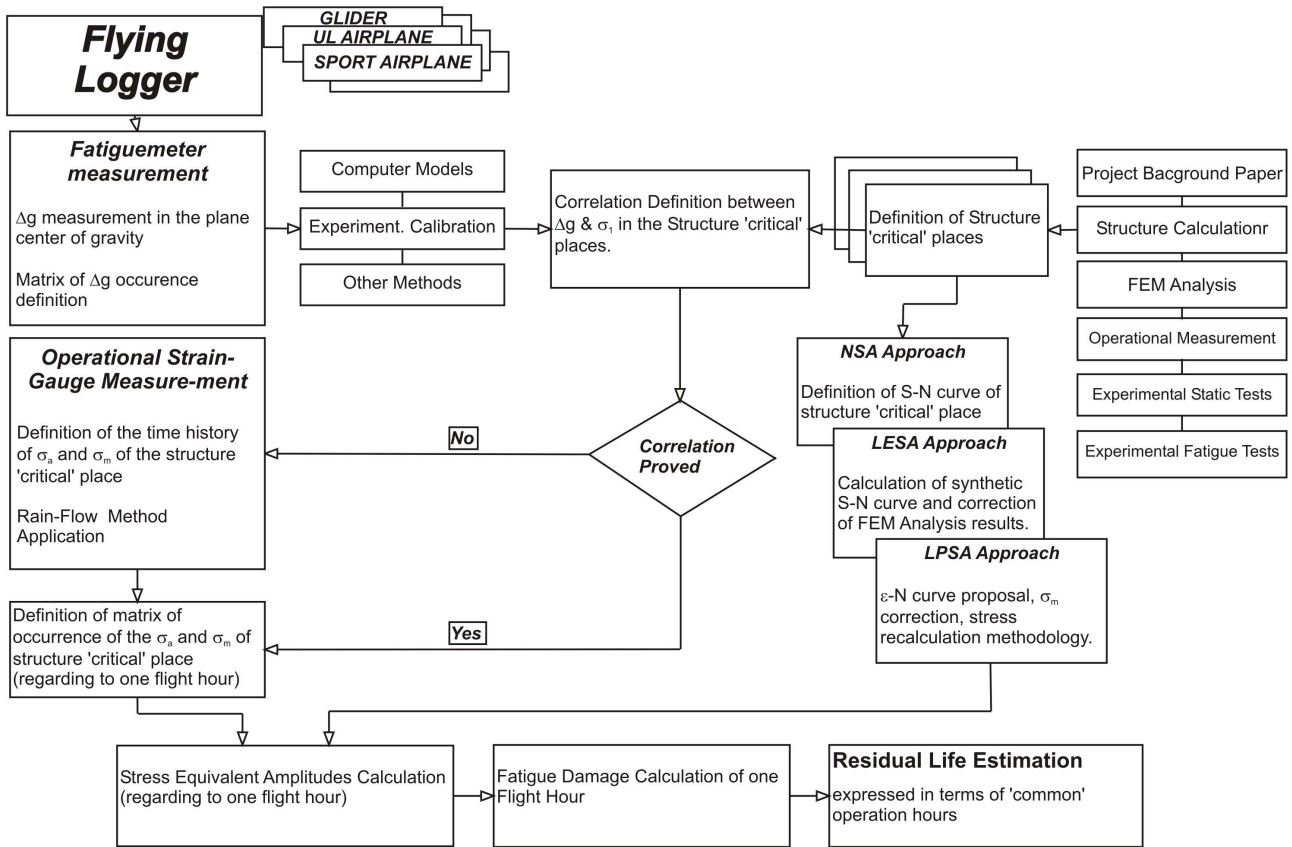 Flying
Logger
GLIDER
UL AIRPLANE
SPORT AIRPLANE
Fatiguemeter
measurement
Δg measurement in the plane
center of gravity
Matrix of Δg occurence
definition
Computer Models
Experiment. Calibration
Other Methods
Correlation Definition between
Δg & σ₁ in the Structure 'critical'
places.
Definition of Structure
'critical' places
Project Bacground Paper
Structure Calculationr
FEM Analysis
Operational Measurement
Experimental Static Tests
Experimental Fatigue Tests
Operational Strain-
Gauge Measure-ment
Definition of the time history
of σₐ and σₘ of the structure
'critical' place
Rain-Flow Method
Application
No
Correlation
Proved
Yes
NSA Approach
Definition of S-N curve of
structure 'critical' place
LESA Approach
Calculation of synthetic
S-N curve and correction
of FEM Analysis results.
LPSA Approach
ε-N curve proposal, σₘ
correction, stress
recalculation methodology.
Definition of matrix of
occurrence of the σₐ and σₘ of
structure 'critical' place
(regarding to one flight hour)
Stress Equivalent Amplitudes Calculation
(regarding to one flight hour)
Fatigue Damage Calculation of one
Flight Hour
Residual Life Estimation
expressed in terms of 'common'
operation hours